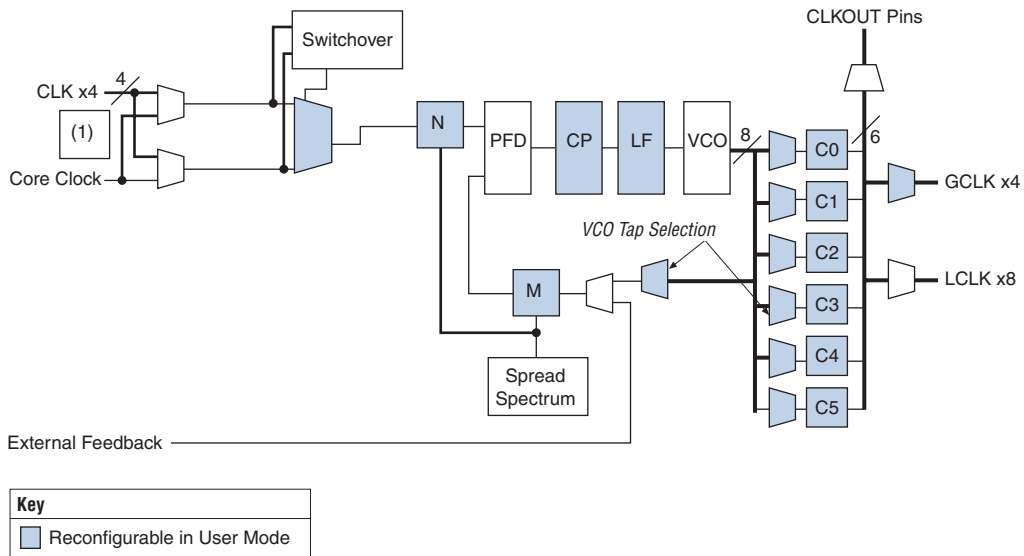 CLKOUT Pins
Switchover
4
CLK x4
(1)
Core Clock
N
PFD
CP
LF
VCO
8
6
C0
C1
C2
C3
C4
C5
GCLK x4
LCLK x8
VCO Tap Selection
M
Spread
Spectrum
External Feedback
Key
Reconfigurable in User Mode